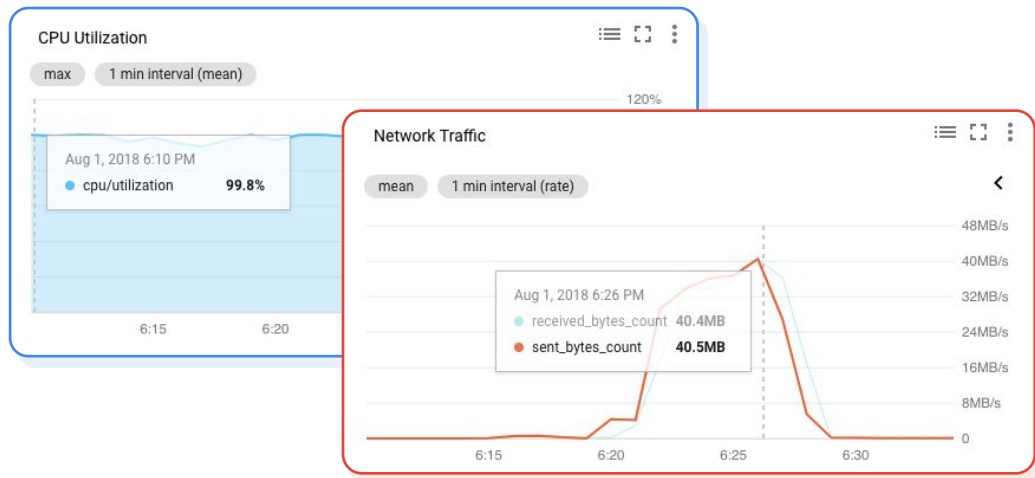 CPU Utilization
max 1 min interval (mean)
120%
Aug 1, 2018 6:10 PM
cpu/utilization 99.8%
6:15 6:20
Network Traffic
mean 1 min interval (rate)
48MB/s
40MB/s
Aug 1, 2018 6:26 PM
32MB/s
received_bytes_count 40.4MB
24MB/s
sent_bytes_count 40.5MB
16MB/s
8MB/s
0
6:15 6:20 6:25 6:30